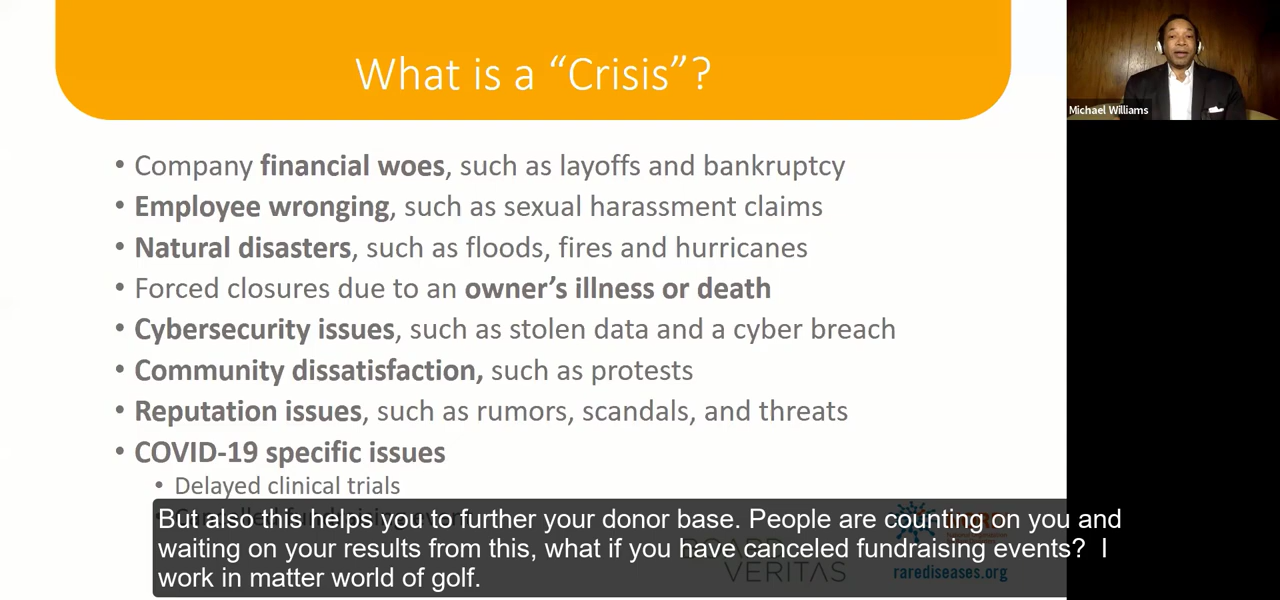 What is a “Crisis”?
Michael Williams
• Company financial woes, such as layoffs and bankruptcy
• Employee wronging, such as sexual harassment claims
• Natural disasters, such as floods, fires and hurricanes
• Forced closures due to an owner’s illness or death
• Cybersecurity issues, such as stolen data and a cyber breach
• Community dissatisfaction, such as protests
• Reputation issues, such as rumors, scandals, and threats
• COVID-19 specific issues
• Delayed clinical trials
But also this helps you to further your donor base. People are counting on you and
waiting on your results from this, what if you have canceled fundraising events? I
work in matter world of golf.
VERITAS
rarediseases.org